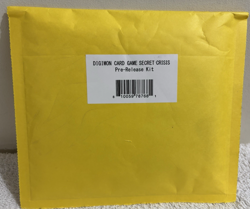 DIGIMON CARD GAME SECRET CRISIS
Pre-Release Kit